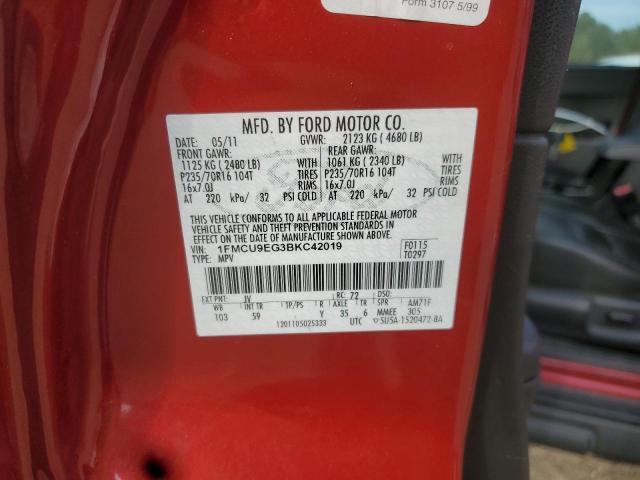 Form 3107 5/99
MFD. BY FORD MOTOR CO.
DATE: 05/11 GVWR: 2123 KG ( 4680 LB)
FRONT GAWR: REAR GAWR:
1125 KG ( 2480 LB) WITH 1061 KG ( 2340 LB) WITH
P235/70R16 104T TIRES P235/70R16 104T TIRES
16x7.0J RIMS 16x7.0J RIMS
AT 220 kPa/ 32 PSI COLD AT 220 kPa/ 32 PSI COLD
THIS VEHICLE CONFORMS TO ALL APPLICABLE FEDERAL MOTOR
VEHICLE SAFETY, BUMPER, AND THEFT PREVENTION STANDARDS IN
EFFECT ON THE DATE OF MANUFACTURE SHOWN ABOVE.
VIN: 1FMCU9EG3BKC42019 F0115
TYPE: MPV T0297
EXT PNT: JV RC: 72 DSO:
WB INT TR TP/PS R AXLE TR SPR AM71F
103 59 Y 35 6 MMEE 305
1201105025333 UTC ▽5U5A-1520472-BA